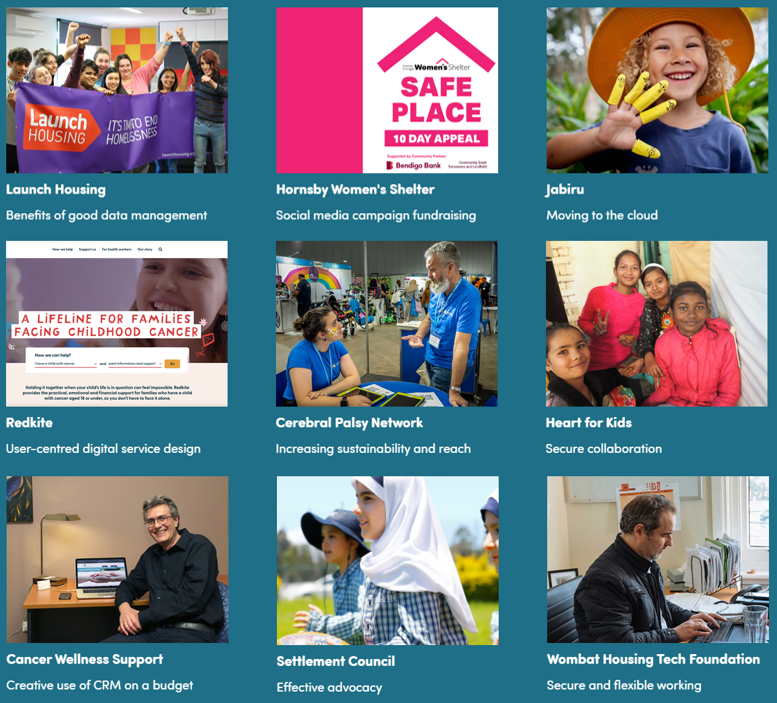 Launch
HOUSING
IT'S TIME TO END
HOMELESSNESS
launchhousing.org
Women'sShelter
SAFE
PLACE
10 DAY APPEAL
Supported by Community Partner
Bendigo Bank
Community Bank
Turramurra and Lindfield
Launch Housing
Benefits of good data management
Hornsby Women's Shelter
Social media campaign fundraising
Jabiru
Moving to the cloud
How we help Support us For health workers Our story
A LIFELINE FOR FAMILIES
FACING CHILDHOOD CANCER
How we can help?
I have a child with cancer and want information and support Go
Holding it together when your child's life is in question can feel impossible. Redkite
provides the practical, emotional and financial support for families who have a child
with cancer aged 18 or under, so you don't have to face it alone.
Redkite
User-centred digital service design
Cerebral Palsy Network
Increasing sustainability and reach
Heart for Kids
Secure collaboration
Cancer Wellness Support
Creative use of CRM on a budget
Settlement Council
Effective advocacy
Wombat Housing Tech Foundation
Secure and flexible working